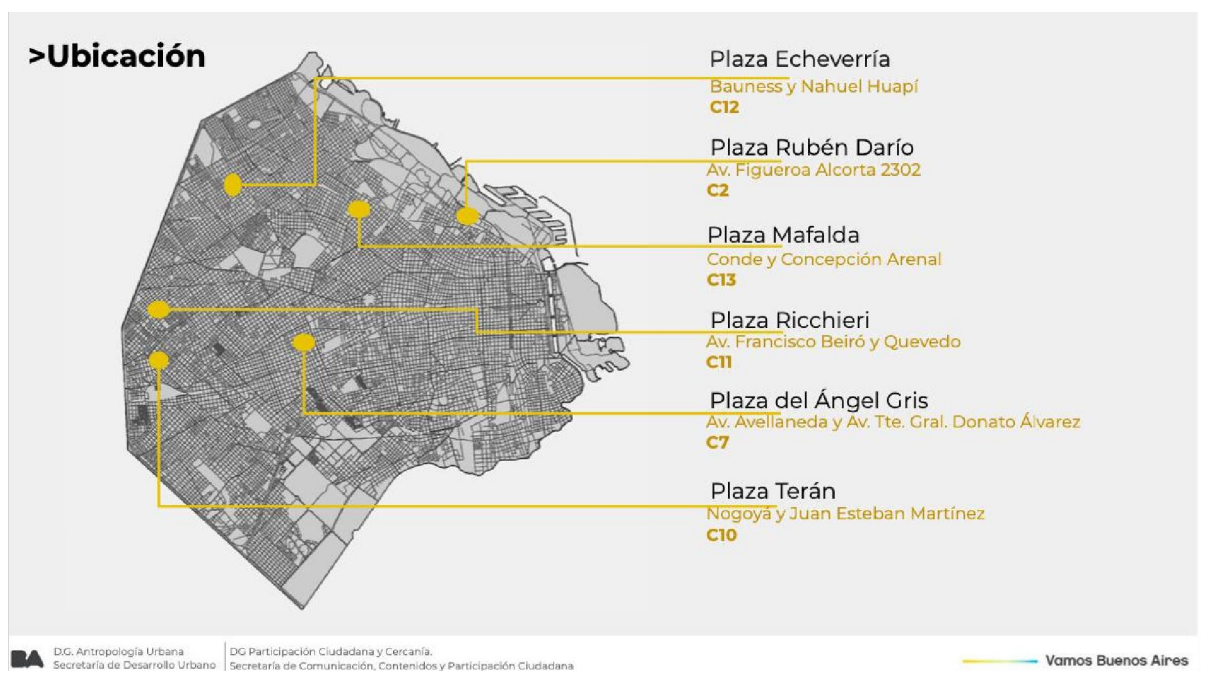 >Ubicación
Plaza Echeverría
Bauness y Nahuel Huapí
C12
Plaza Rubén Darío
Av. Figueroa Alcorta 2302
C2
Plaza Mafalda
Conde y Concepción Arenal
C13
Plaza Ricchieri
Av. Francisco Beiró y Quevedo
C11
Plaza del Ángel Gris
Av. Avellaneda y Av. Tte. Gral. Donato Álvarez
C7
Plaza Terán
Nogoyá y Juan Esteban Martínez
C10
BA
D.G. Antropología Urbana
Secretaría de Desarrollo Urbano
DG Participación Ciudadana y Cercanía.
Secretaría de Comunicación, Contenidos y Participación Ciudadana
Vamos Buenos Aires